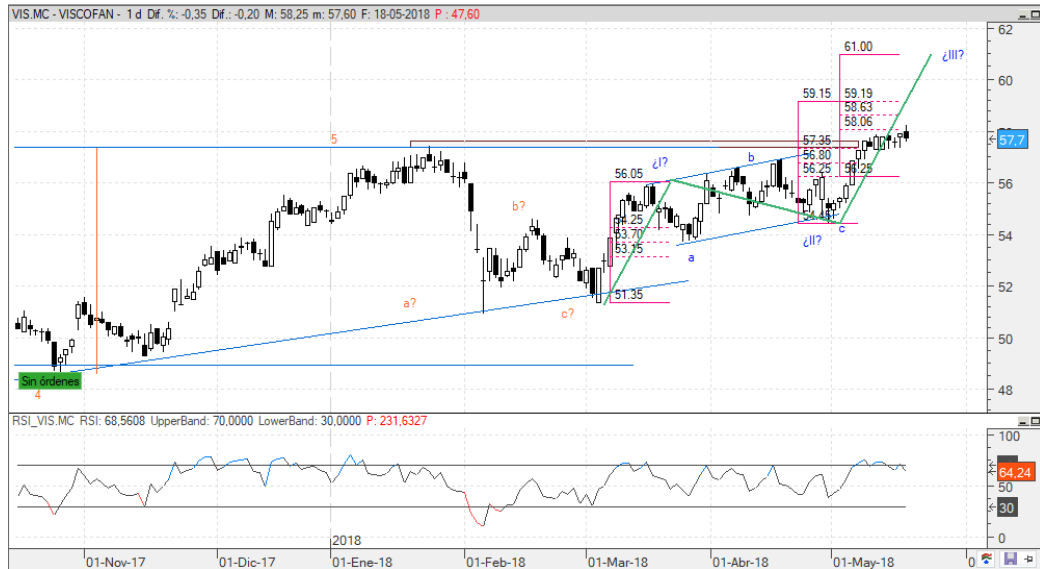 VIS.MC - VISCOFAN - 1 d Dif. %: -0,35 Dif.: -0,20 M: 58,25 m: 57,60 F: 18-05-2018 P : 47,60
62
61.00
¿III?
60
59.15 59.19
58.63
58.06
57,7
5
57.35
b
56.80
¿I?
56.25 56.25
56.05
56
b?
54.25
54.45
c
54
53.70
¿II?
53.15
a
52
a?
51.35
c?
50
Sin órdenes
48
4
RSI_VIS.MC RSI: 68,5608 UpperBand: 70,0000 LowerBand: 30,0000 P: 231,6327
100
64.24
50
30
0
2018
01-Nov-17 01-Dic-17 01-Ene-18 01-Feb-18 01-Mar-18 01-Abr-18 01-May-18